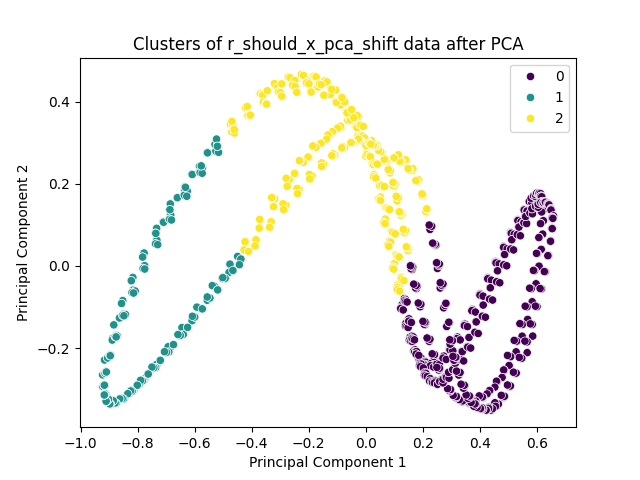 Clusters of r_should_x_pca_shift data after PCA
0
1
2
Principal Component 2
0.4
0.2
0.0
−0.2
−1.0 −0.8 −0.6 −0.4 −0.2 0.0 0.2 0.4 0.6
Principal Component 1